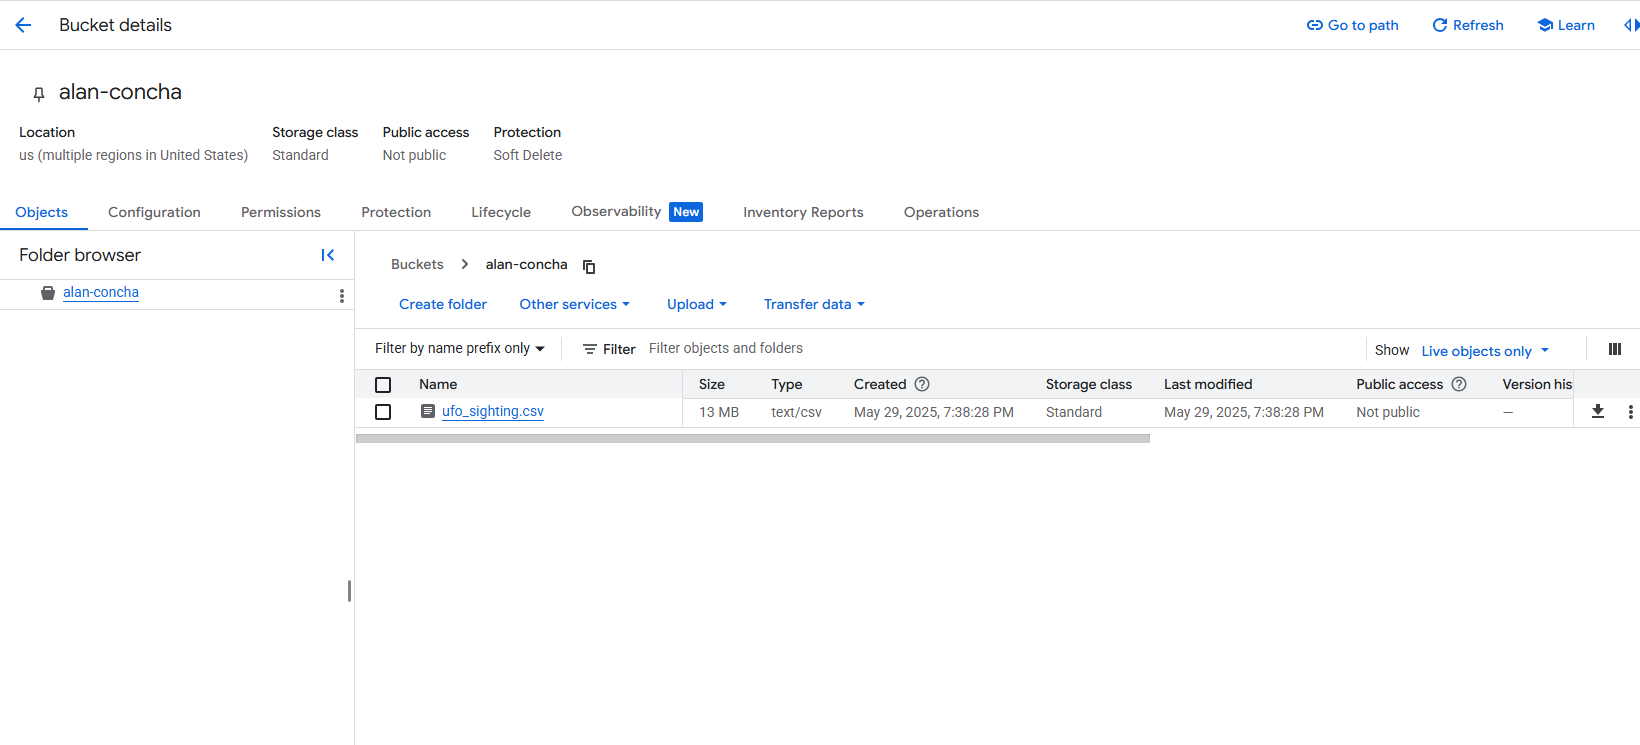 Bucket details
Go to path
Refresh
Learn
alan-concha
Location Storage class Public access Protection
us (multiple regions in United States) Standard Not public Soft Delete
Objects Configuration Permissions Protection Lifecycle Observability New Inventory Reports Operations
Folder browser
alan-concha
Buckets alan-concha
Create folder Other services Upload Transfer data
Filter by name prefix only Filter Filter objects and folders Show Live objects only
Name Size Type Created Storage class Last modified Public access Version his
ufo_sighting.csv 13 MB text/csv May 29, 2025, 7:38:28 PM Standard May 29, 2025, 7:38:28 PM Not public —